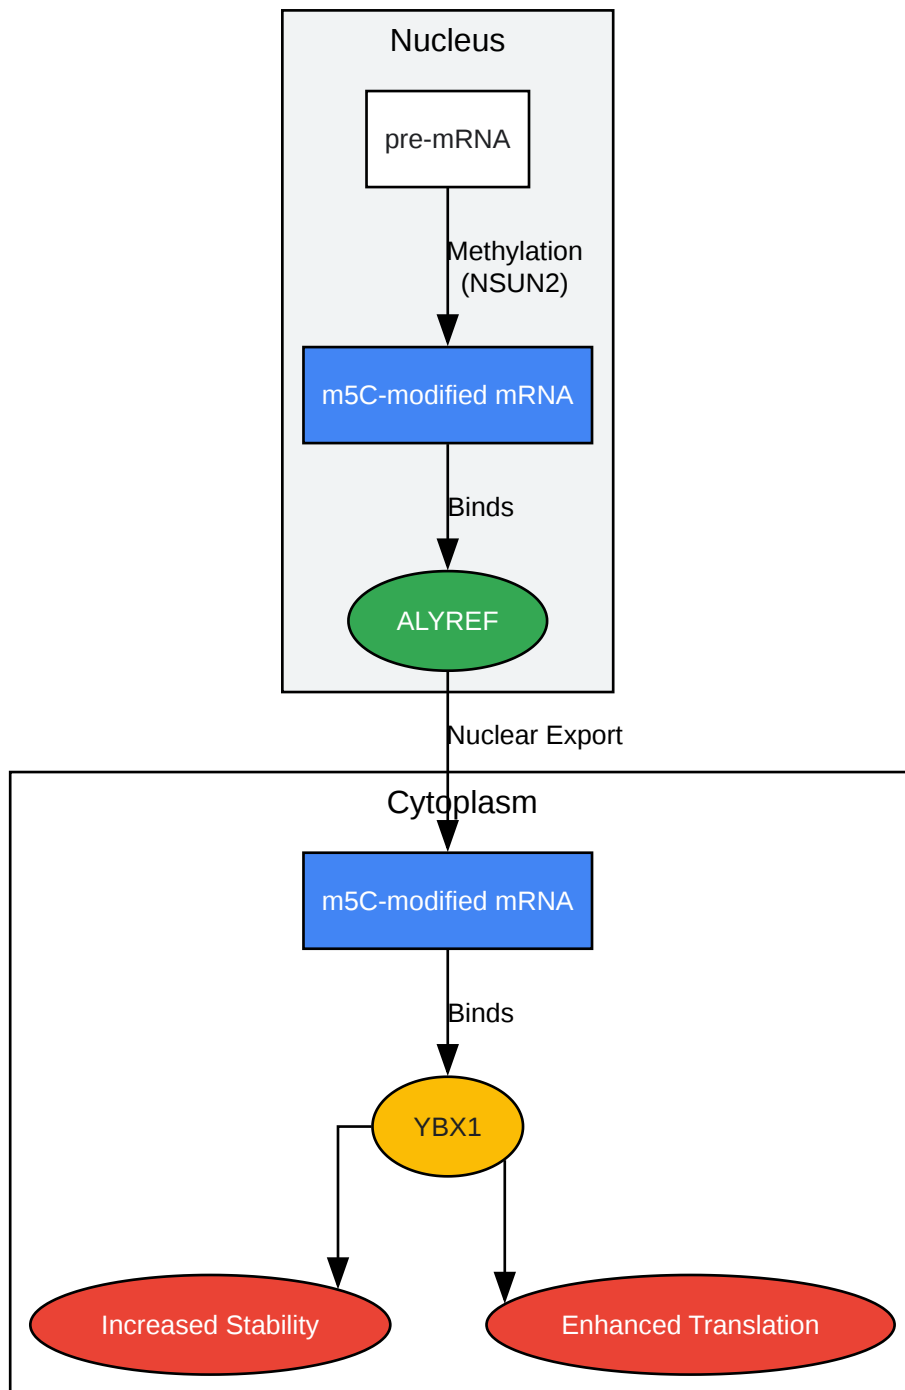 Nucleus
pre-mRNA
Methylation
(NSUN2)
m5C-modified mRNA
Binds
ALYREF
Nuclear Export
Cytoplasm
m5C-modified mRNA
Binds
YBX1
Increased Stability
Enhanced Translation